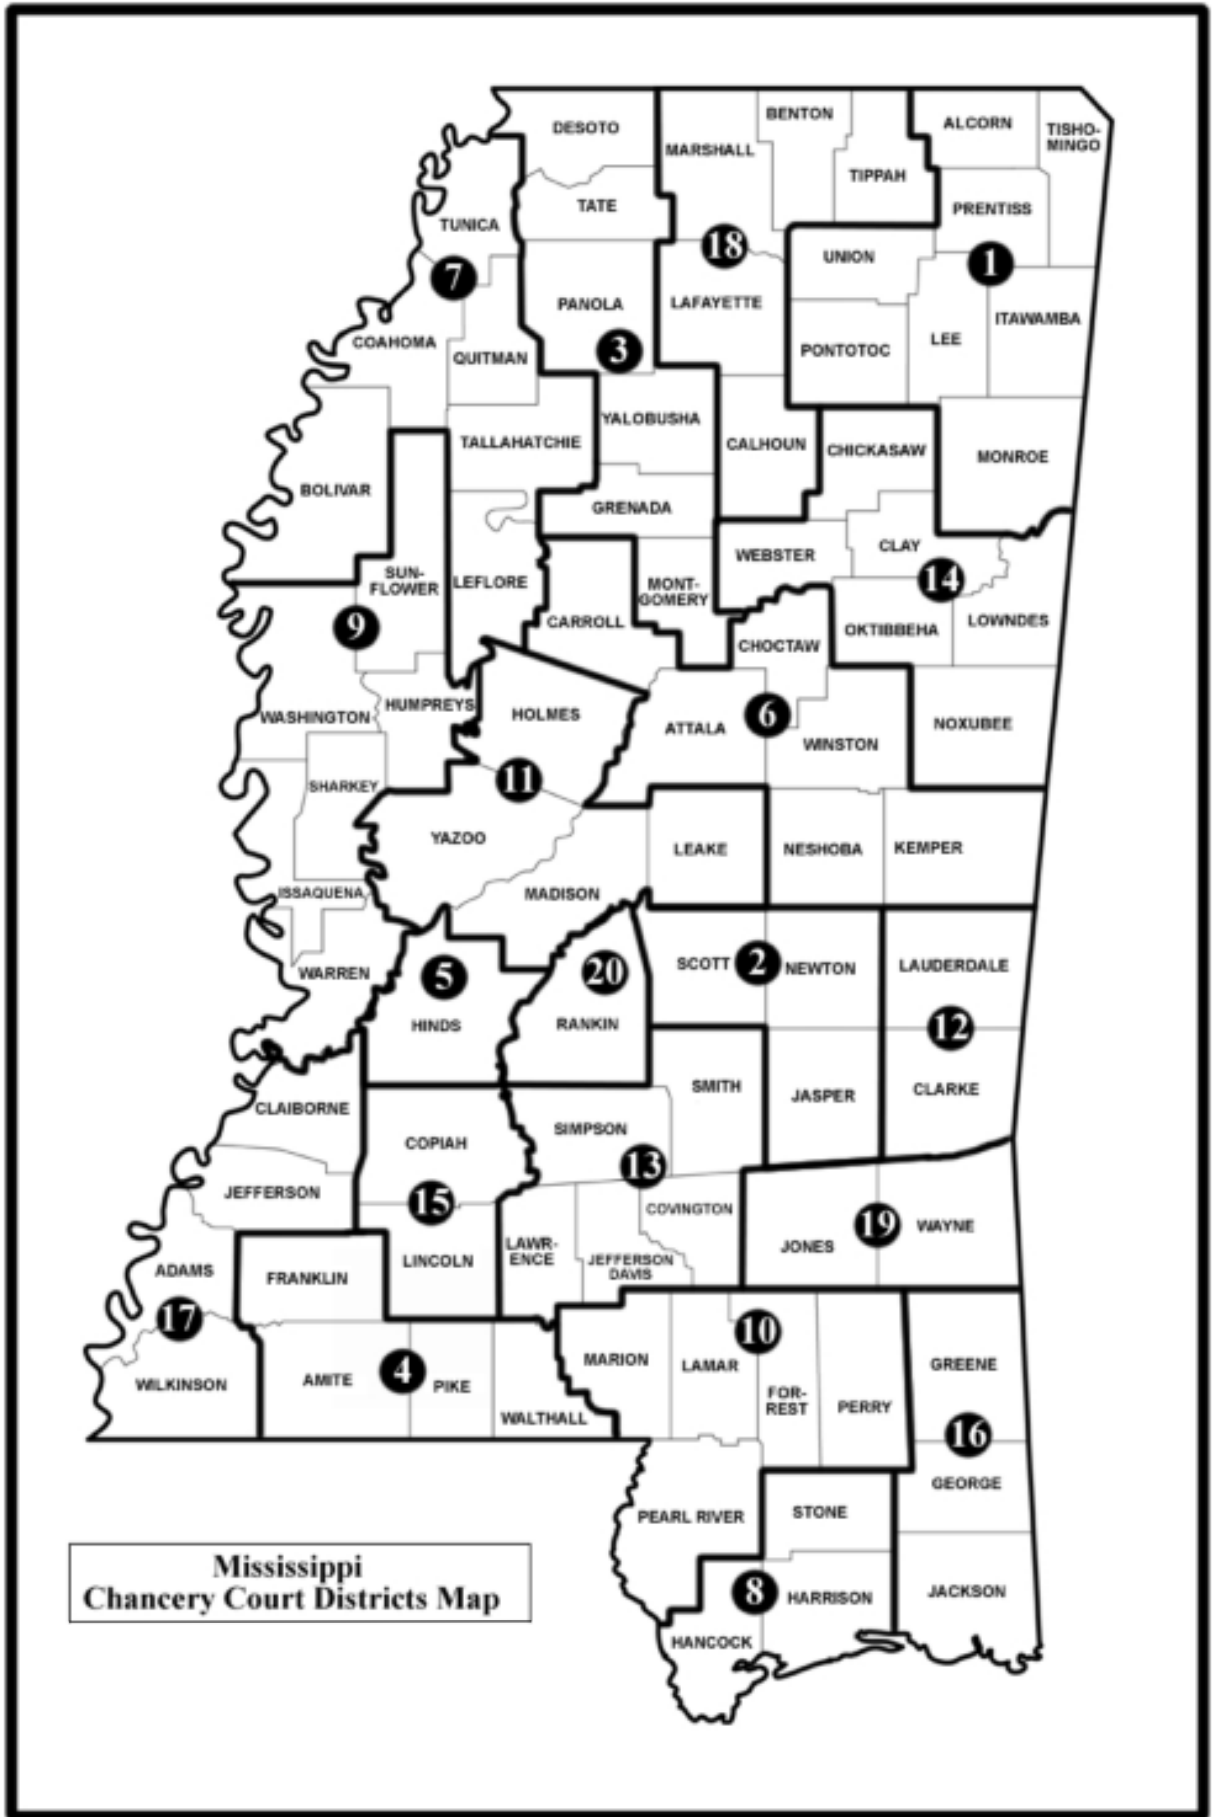 DESOTO
BENTON
ALCORN
TISHO-
MINGO
MARSHALL
TIPPAH
TATE
PRENTISS
TUNICA
18
UNION
1
7
PANOLA
LAFAYETTE
ITAWAMBA
COAHOMA
QUITMAN
3
PONTOTOC
LEE
YALOBUSHA
TALLAHATCHIE
CALHOUN
CHICKASAW
MONROE
BOLIVAR
GRENADA
SUN-
FLOWER
LEFLORE
WEBSTER
CLAY
14
MONT-
GOMERY
9
CARROLL
CHOCTAW
OKTIBBEHA
LOWNDES
WASHINGTON
HUMPREYS
HOLMES
ATTALA
6
WINSTON
NOXUBEE
SHARKEY
11
YAZOO
LEAKE
NESHOBA
KEMPER
ISSAQUENA
MADISON
WARREN
5
HINDS
20
RANKIN
SCOTT
2
NEWTON
LAUDERDALE
12
CLAIBORNE
SMITH
JASPER
CLARKE
COPIAH
SIMPSON
13
JEFFERSON
15
COVINGTON
19
WAYNE
JONES
ADAMS
FRANKLIN
LINCOLN
LAWR-
ENCE
JEFFERSON
DAVIS
17
10
WILKINSON
AMITE
4
PIKE
MARION
LAMAR
GREENE
FOR-
REST
PERRY
WALTHALL
16
GEORGE
PEARL RIVER
STONE
8
HARRISON
JACKSON
HANCOCK
Mississippi
Chancery Court Districts Map